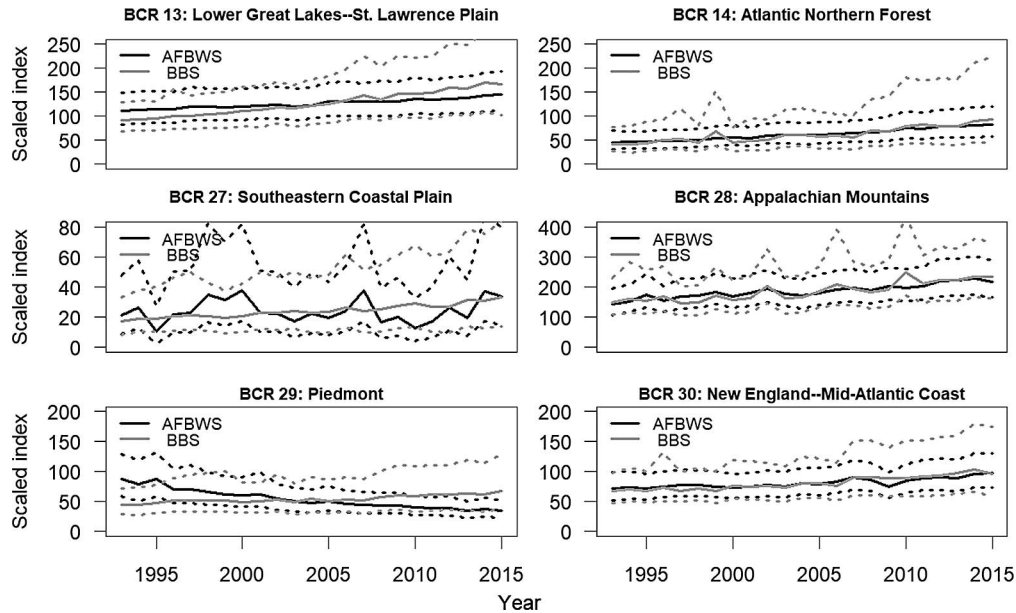 BCR 13: Lower Great Lakes--St. Lawrence Plain
Scaled index
250
200
150
100
50
0
AFBWS
BBS
BCR 14: Atlantic Northern Forest
250
200
150
100
50
0
AFBWS
BBS
BCR 27: Southeastern Coastal Plain
Scaled index
80
60
40
20
0
AFBWS
BBS
BCR 28: Appalachian Mountains
400
300
200
100
0
AFBWS
BBS
BCR 29: Piedmont
Scaled index
200
150
100
50
0
AFBWS
BBS
1995 2000 2005 2010 2015
BCR 30: New England--Mid-Atlantic Coast
200
150
100
50
0
AFBWS
BBS
1995 2000 2005 2010 2015
Year